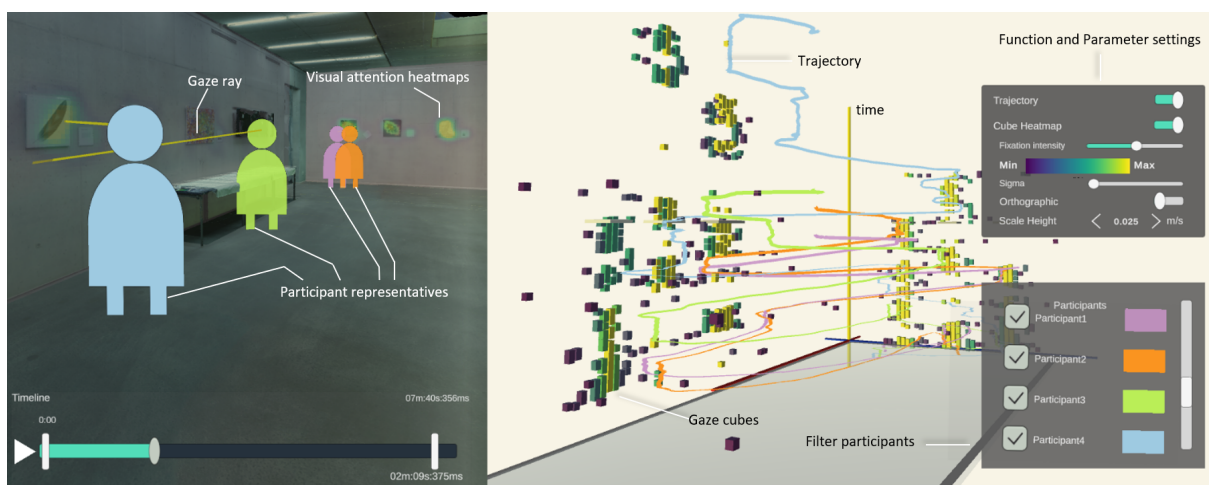 Gaze ray
Visual attention heatmaps
Participant representatives
Timeline
07m:40s:356ms
0:00
02m:09s:375ms
Trajectory
time
Gaze cubes
Filter participants
Function and Parameter settings
Trajectory
Cube Heatmap
Fixation intensity
Min
Max
Sigma
Orthographic
Scale Height
0.025
m/s
Participants
Participant1
Participant2
Participant3
Participant4